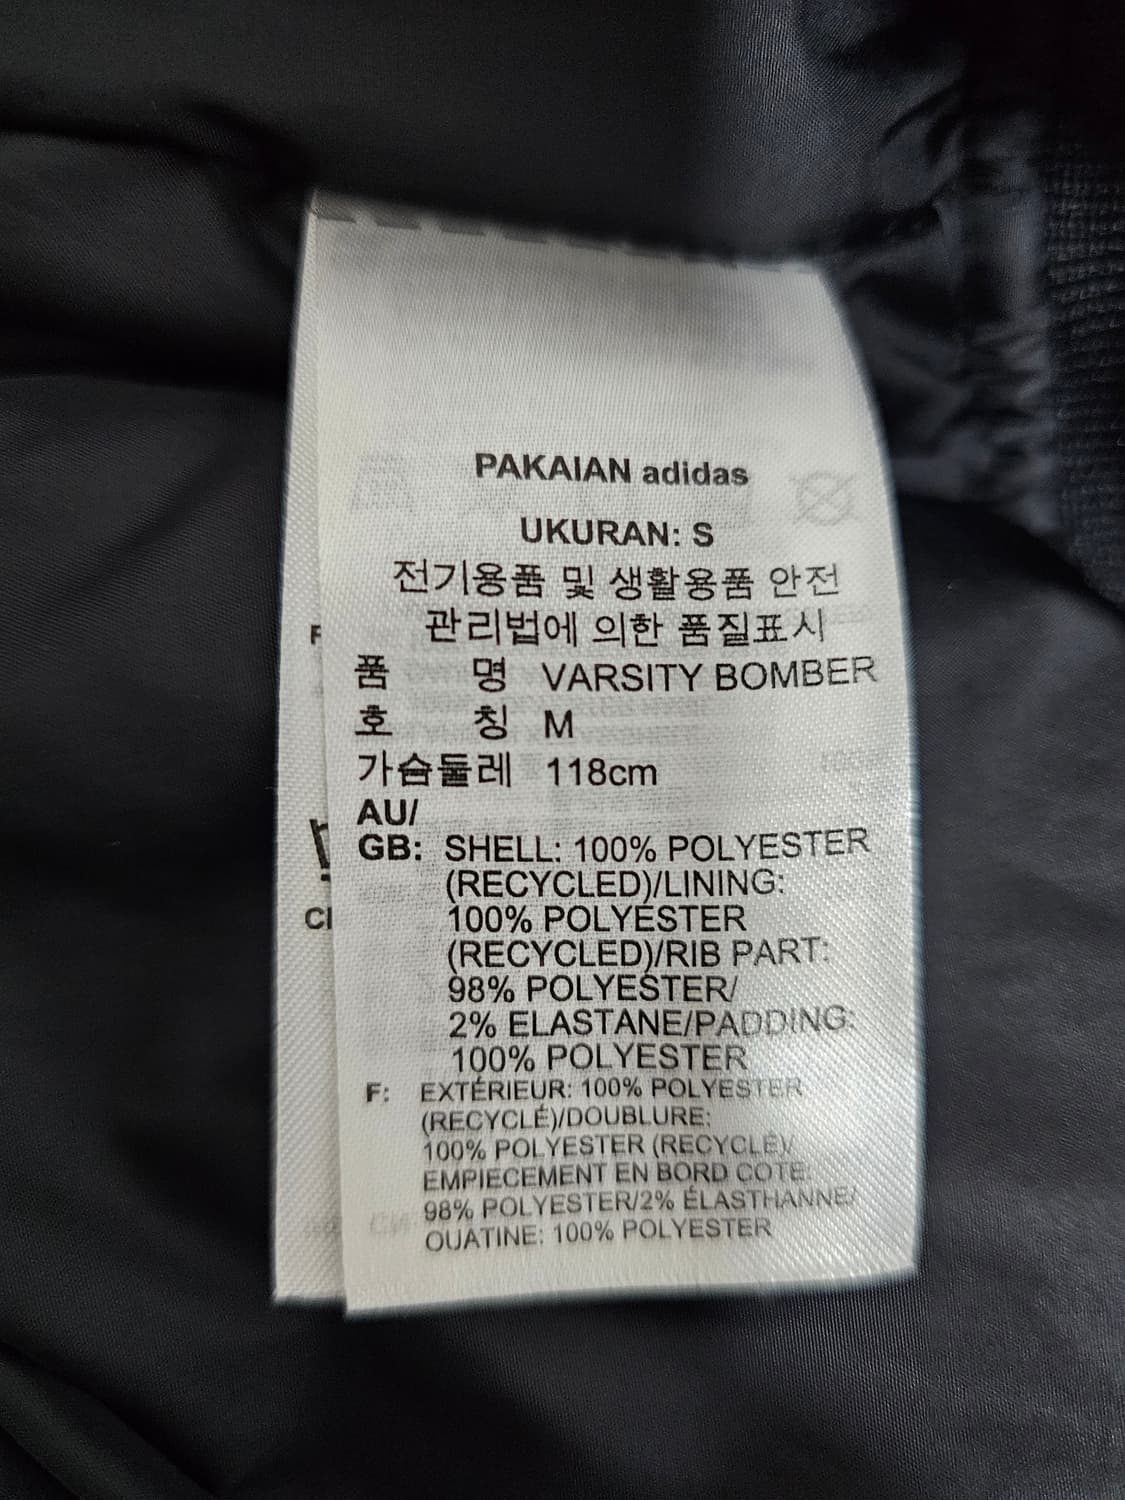 PAKAIAN adidas
UKURAN: S
전기용품 및 생활용품 안전
관리법에 의한 품질표시
품 명 VARSITY BOMBER
호 칭 M
가슴둘레 118cm
AU/
GB: SHELL: 100% POLYESTER
(RECYCLED)/LINING:
100% POLYESTER
(RECYCLED)/RIB PART:
98% POLYESTER/
2% ELASTANE/PADDING:
100% POLYESTER
F: EXTÉRIEUR: 100% POLYESTER
(RECYCLÉ)/DOUBLURE:
100% POLYESTER (RECYCLÉ)/
EMPIECEMENT EN BORD COTE:
98% POLYESTER/2% ÉLASTHANNE/
OUATINE: 100% POLYESTER